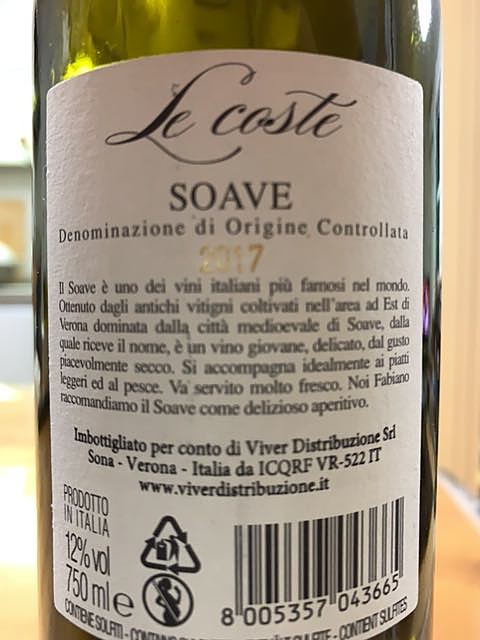 Le coste
SOAVE
Denominazione di Origine Controllata
2017
Il Soave è uno dei vini italiani più famosi nel mondo.
Ottenuto dagli antichi vitigni coltivati nell'area ad Est di
Verona dominata dalla città medioevale di Soave, dalla
quale riceve il nome, è un vino giovane, delicato, dal gusto
piacevolmente secco. Si accompagna idealmente ai piatti
leggeri ed al pesce. Va servito molto fresco. Noi Fabiano
raccomandiamo il Soave come delizioso aperitivo.
Imbottigliato per conto di Viver Distribuzione Srl
Sona - Verona - Italia da ICQRF VR-522 IT
www.viverdistribuzione.it
PRODOTTO
IN ITALIA
12% vol
750 ml e
8 005357 043665
CONTIENE SOLFITI - CONTIENT SULFITES